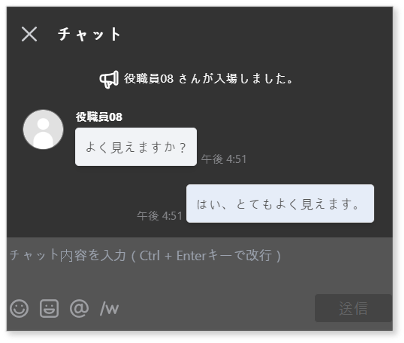 チャット
役職員08 さんが入場しました。
役職員08
よく見えますか？
午後 4:51
はい、とてもよく見えます。
午後 4:51
チャット内容を入力 ( Ctrl + Enterキーで改行 )
@ /w
送信